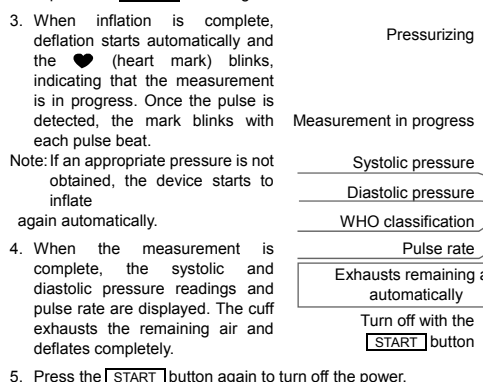 3. When inflation is complete,
deflation starts automatically and
the ♥ (heart mark) blinks,
indicating that the measurement
is in progress. Once the pulse is
detected, the mark blinks with
each pulse beat.
Note: If an appropriate pressure is not
obtained, the device starts to
inflate
again automatically.
4. When the measurement is
complete, the systolic and
diastolic pressure readings and
pulse rate are displayed. The cuff
exhausts the remaining air and
deflates completely.
5. Press the START button again to turn off the power.
Pressurizing
Measurement in progress
Systolic pressure
Diastolic pressure
WHO classification
Pulse rate
Exhausts remaining
automatically
Turn off with the
START button